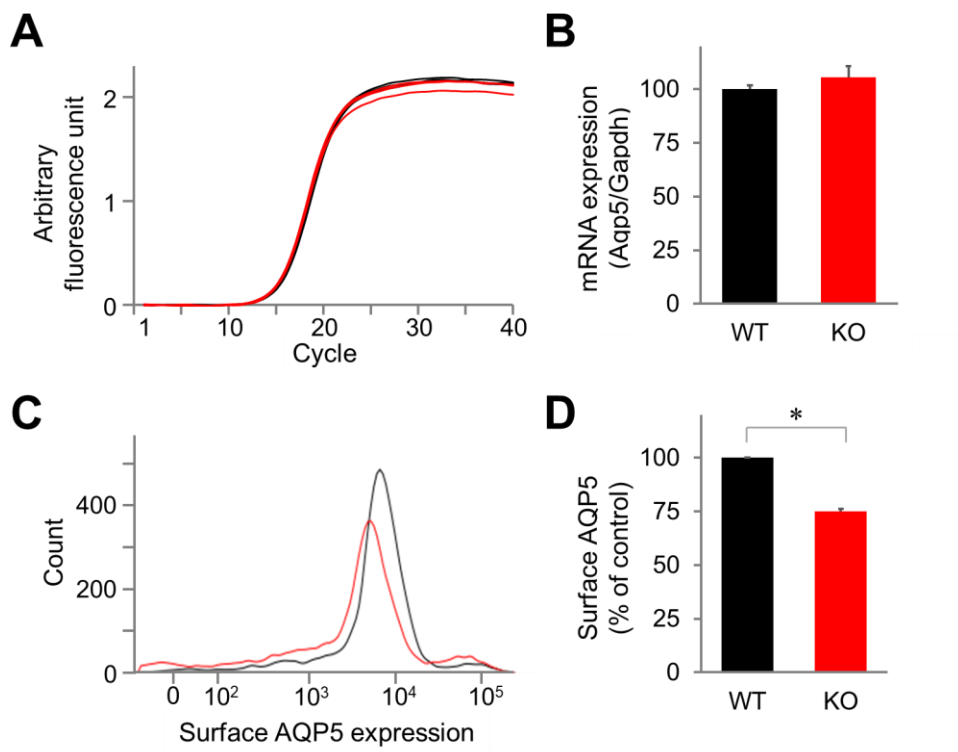 A
Arbitrary
fluorescence unit
2
1
0
1 10 20 30 40
Cycle
B
mRNA expression
(Aqp5/Gapdh)
100
75
50
25
0
WT KO
C
Count
400
200
0
0 10² 10³ 10⁴ 10⁵
Surface AQP5 expression
D
*
Surface AQP5
(% of control)
100
75
50
25
0
WT KO